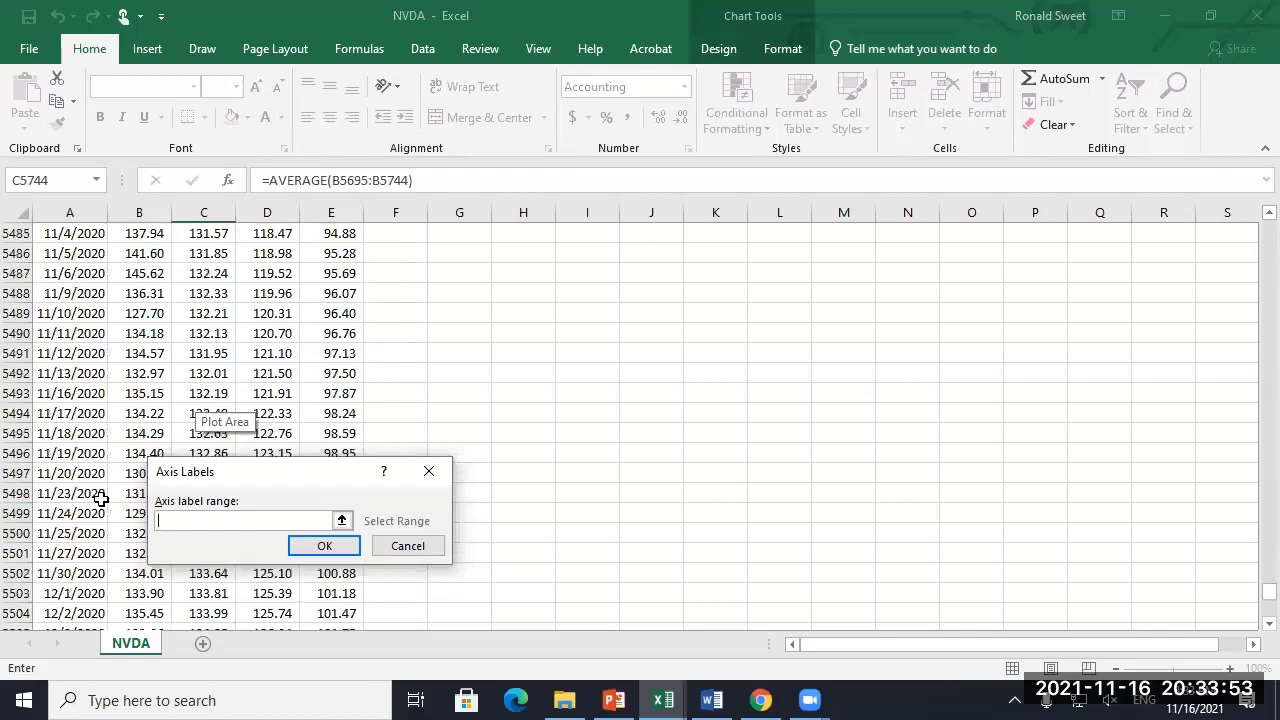 NVDA - Excel
Chart Tools
Ronald Sweet
File Home Insert Draw Page Layout Formulas Data Review View Help Acrobat Design Format Tell me what you want to do Share
Paste
Clipboard
B I U
A A
Font
ab Wrap Text
Merge & Center
Alignment
Accounting
$ % ,
Number
Conditional Formatting
Format as Table
Cell Styles
Styles
Insert
Delete
Format
Cells
AutoSum
Fill
Clear
Sort & Filter
Find & Select
Editing
C5744 fx =AVERAGE(B5695:B5744)
A B C D E F G H I J K L M N O P Q R S
5485 11/4/2020 137.94 131.57 118.47 94.88
5486 11/5/2020 141.60 131.85 118.98 95.28
5487 11/6/2020 145.62 132.24 119.52 95.69
5488 11/9/2020 136.31 132.33 119.96 96.07
5489 11/10/2020 127.70 132.21 120.31 96.40
5490 11/11/2020 134.18 132.13 120.70 96.76
5491 11/12/2020 134.57 131.95 121.10 97.13
5492 11/13/2020 132.97 132.01 121.50 97.50
5493 11/16/2020 135.15 132.19 121.91 97.87
5494 11/17/2020 134.22 122.33 98.24
Plot Area
5495 11/18/2020 134.29 132.63 122.76 98.59
5496 11/19/2020 134.40 132.86 123.15 98.95
5497 11/20/2020 130
5498 11/23/2020 131
5499 11/24/2020 129
5500 11/25/2020 132
5501 11/27/2020 132
Axis Labels ?
Axis label range:
Select Range
OK Cancel
5502 11/30/2020 134.01 133.64 125.10 100.88
5503 12/1/2020 133.90 133.81 125.39 101.18
5504 12/2/2020 135.45 133.99 125.74 101.47
NVDA
Enter
100%
Type here to search
2021-11-16 20:33:53
ENG
11/16/2021